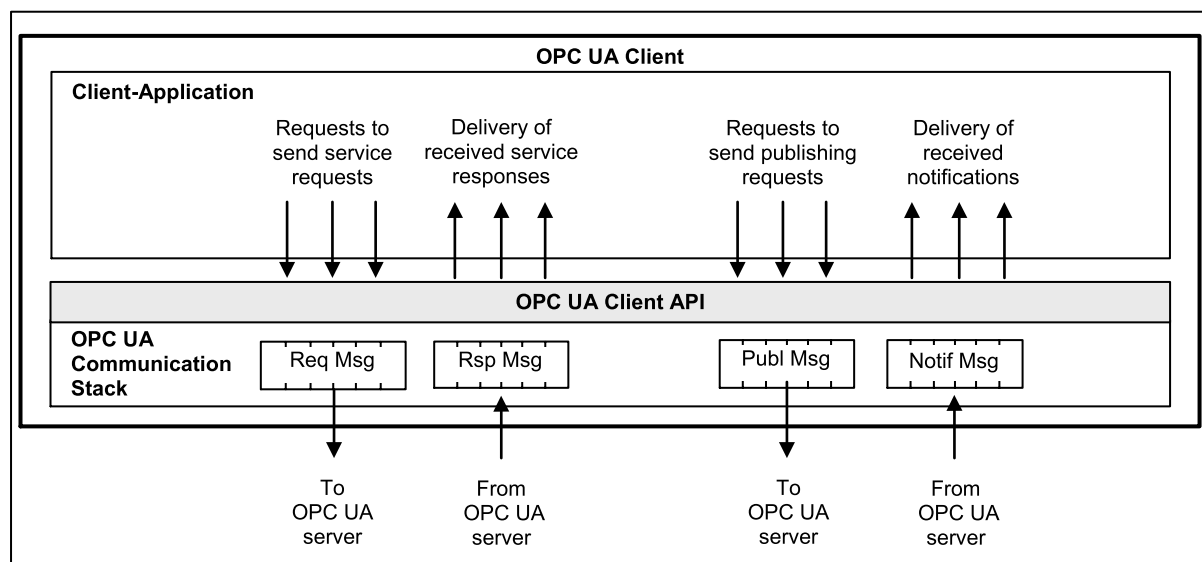 OPC UA Client
Client-Application
Requests to
send service
requests
Delivery of
received service
responses
Requests to
send publishing
requests
Delivery of
received
notifications
OPC UA Client API
OPC UA
Communication
Stack
Req Msg
Rsp Msg
Publ Msg
Notif Msg
To
OPC UA
server
From
OPC UA
server
To
OPC UA
server
From
OPC UA
server